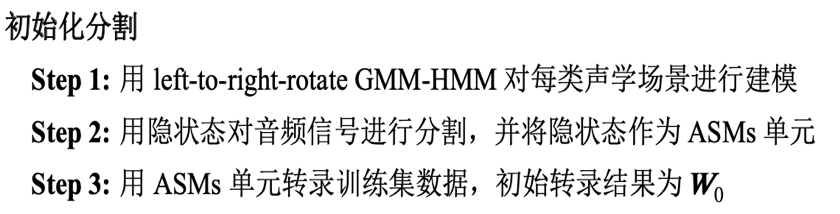 初始化分割
Step 1: 用 left-to-right-rotate GMM-HMM 对每类声学场景进行建模
Step 2: 用隐状态对音频信号进行分割，并将隐状态作为 ASMs 单元
Step 3: 用 ASMs 单元转录训练集数据，初始转录结果为 W₀